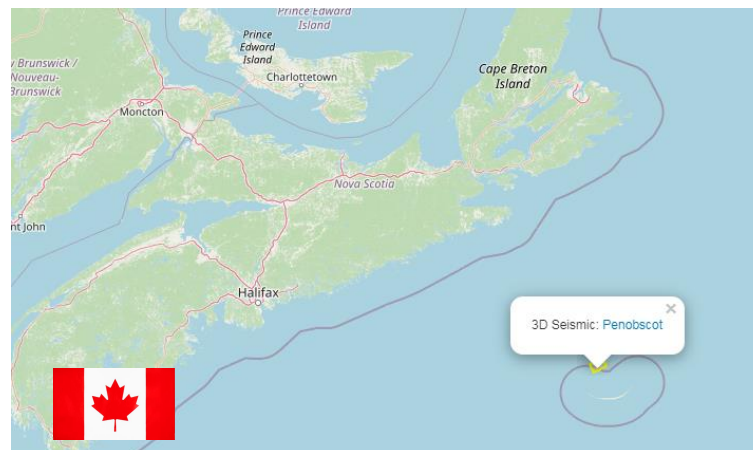 Prince Edward
Island
Prince
Edward
Island
Charlottetown
Cape Breton
Island
Brunswick /
Nouveau-
Brunswick
Moncton
Nova Scotia
nt John
Halifax
3D Seismic: Penobscot
×